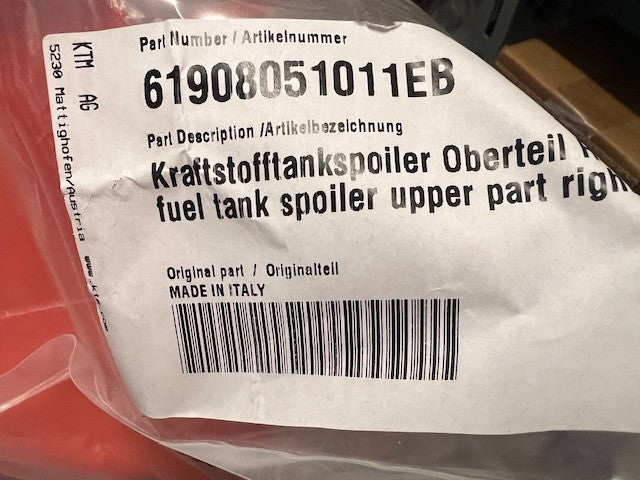 Part Number / Artikelnummer
61908051011EB
Part Description /Artikelbezeichnung
Kraftstofftankspoiler Oberteil
fuel tank spoiler upper part righ
Original part / Originalteil
MADE IN ITALY
KTM AG
5230 Mattighofen/Austria